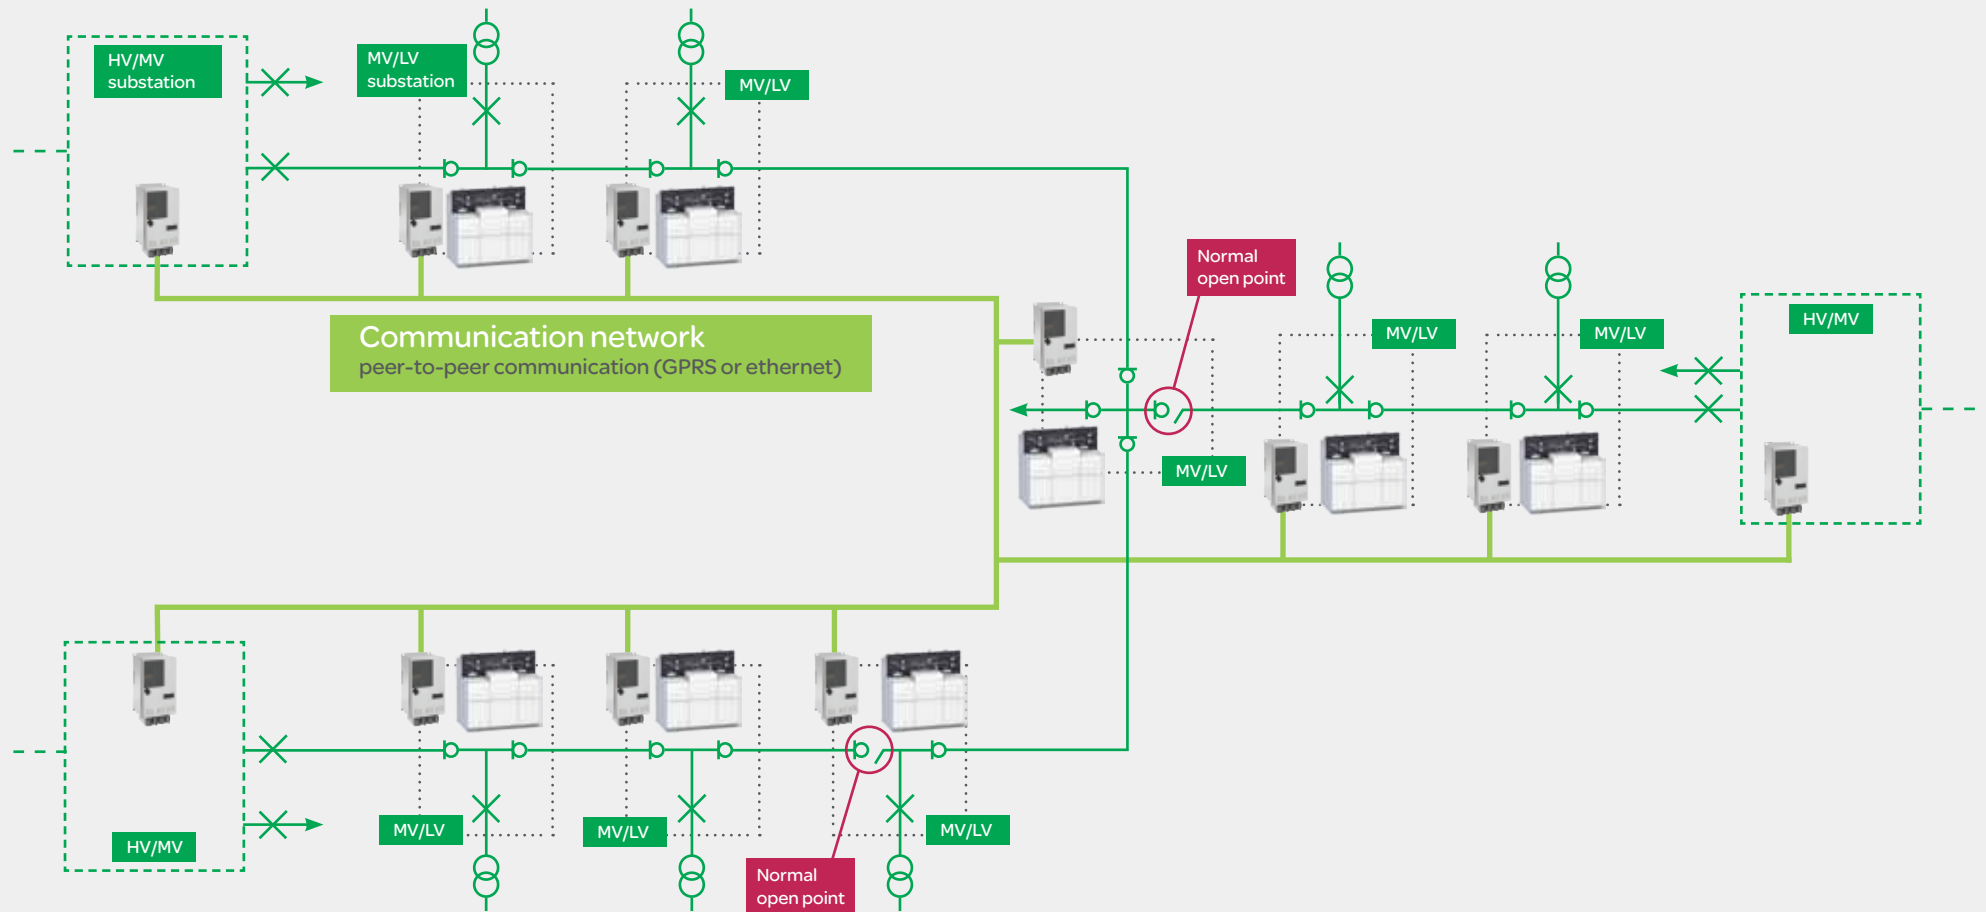 HV/MV
substation
MV/LV
substation
MV/LV
Normal
open point
HV/MV
MV/LV
MV/LV
Communication network
peer-to-peer communication (GPRS or ethernet)
MV/LV
MV/LV
MV/LV
MV/LV
HV/MV
Normal
open point